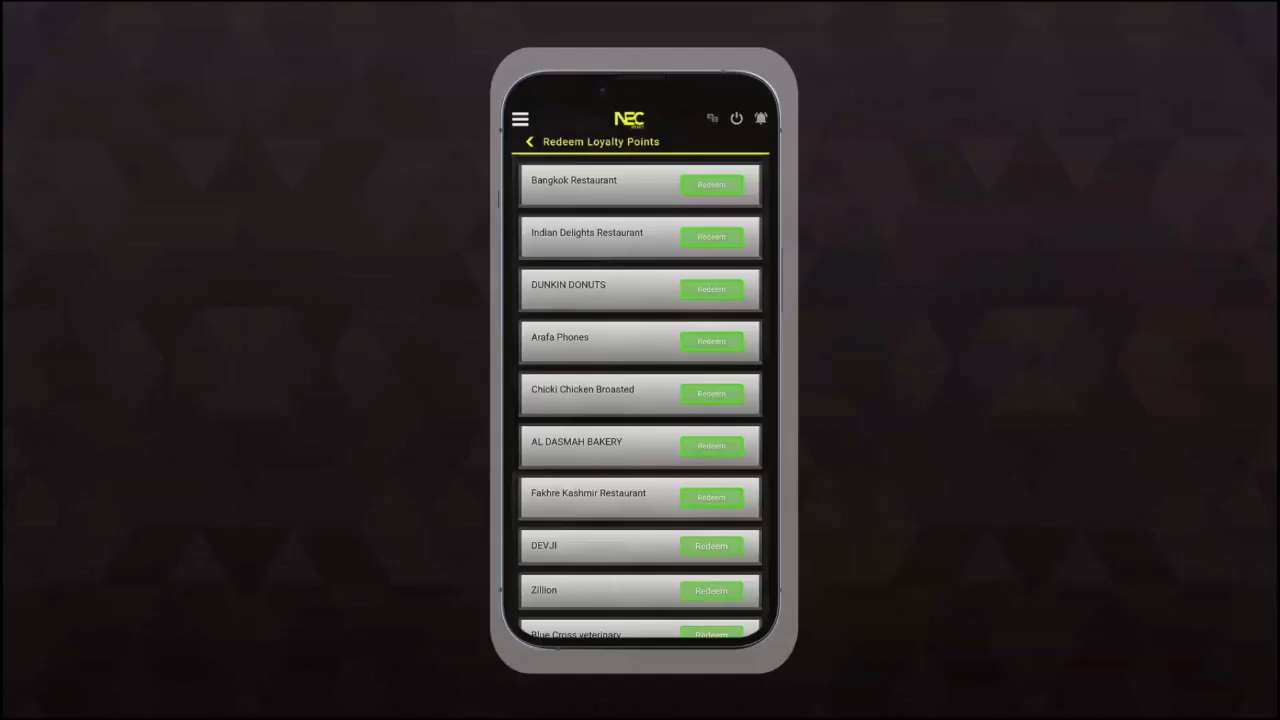 NEC
Redeem Loyalty Points
Bangkok Restaurant
Redeem
Indian Delights Restaurant
Redeem
DUNKIN DONUTS
Redeem
Arafa Phones
Redeem
Chicki Chicken Broasted
Redeem
AL DASMAH BAKERY
Redeem
Fakhre Kashmir Restaurant
Redeem
DEVJI
Redeem
Zillion
Redeem
Blue Cross veterinary
Redeem